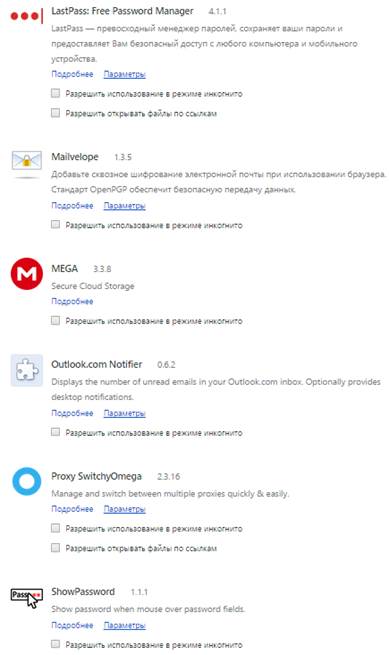 LastPass: Free Password Manager 4.1.1
LastPass — превосходный менеджер паролей, сохраняет ваши пароли и
предоставляет Вам безопасный доступ с любого компьютера и мобильного
устройства.
Подробнее Параметры
Разрешить использование в режиме инкогнито
Разрешить открывать файлы по ссылкам
Mailvelope 1.3.5
Добавьте сквозное шифрование электронной почты при использовании браузера.
Стандарт OpenPGP обеспечит безопасную передачу данных.
Подробнее Параметры
Разрешить использование в режиме инкогнито
M
MEGA 3.3.8
Secure Cloud Storage
Подробнее
Разрешить использование в режиме инкогнито
Outlook.com Notifier 0.6.2
Displays the number of unread emails in your Outlook.com inbox. Optionally provides
desktop notifications.
Подробнее Параметры
Разрешить использование в режиме инкогнито
Proxy SwitchyOmega 2.3.16
Manage and switch between multiple proxies quickly & easily.
Подробнее Параметры
Разрешить использование в режиме инкогнито
Разрешить открывать файлы по ссылкам
Pass
ShowPassword 1.1.1
Show password when mouse over password fields.
Подробнее Параметры
Разрешить использование в режиме инкогнито